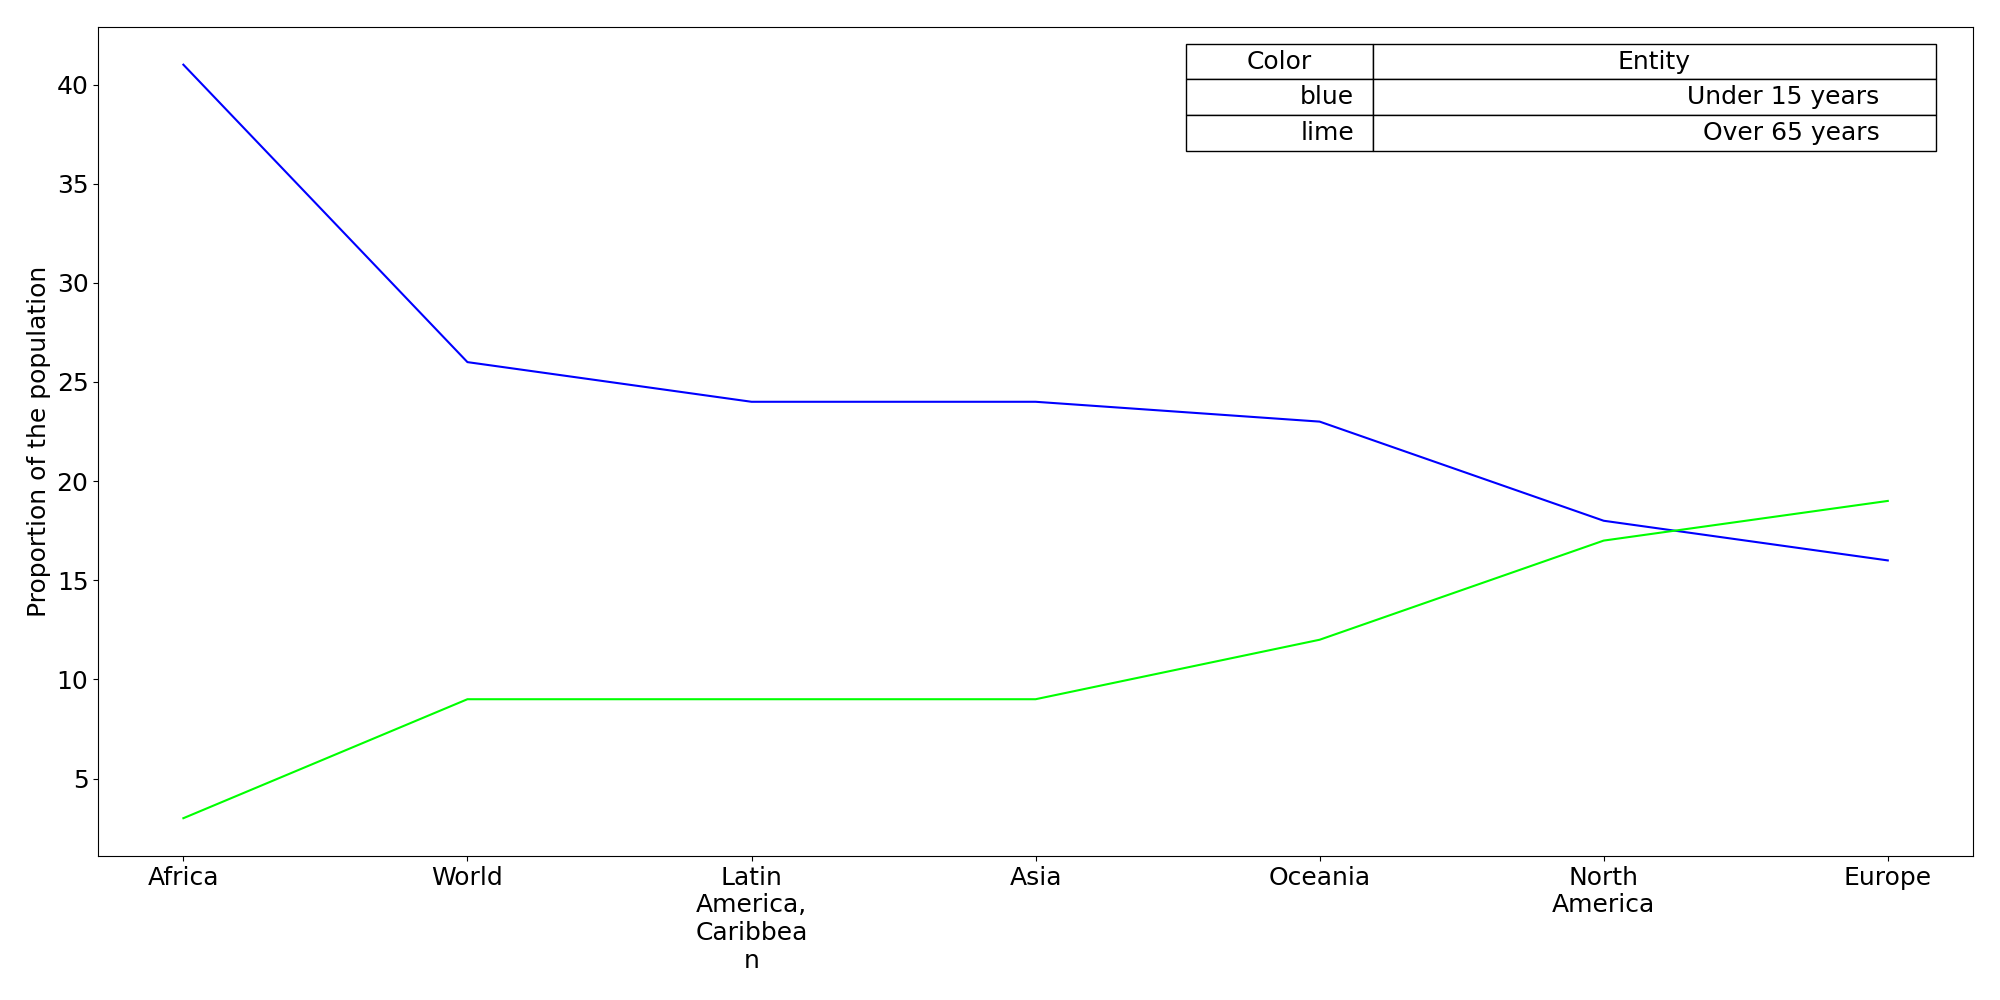 Color Entity
blue Under 15 years
lime Over 65 years
Proportion of the population
40
35
30
25
20
15
10
5
Africa World Latin Asia Oceania North Europe
America, America
Caribbea
n